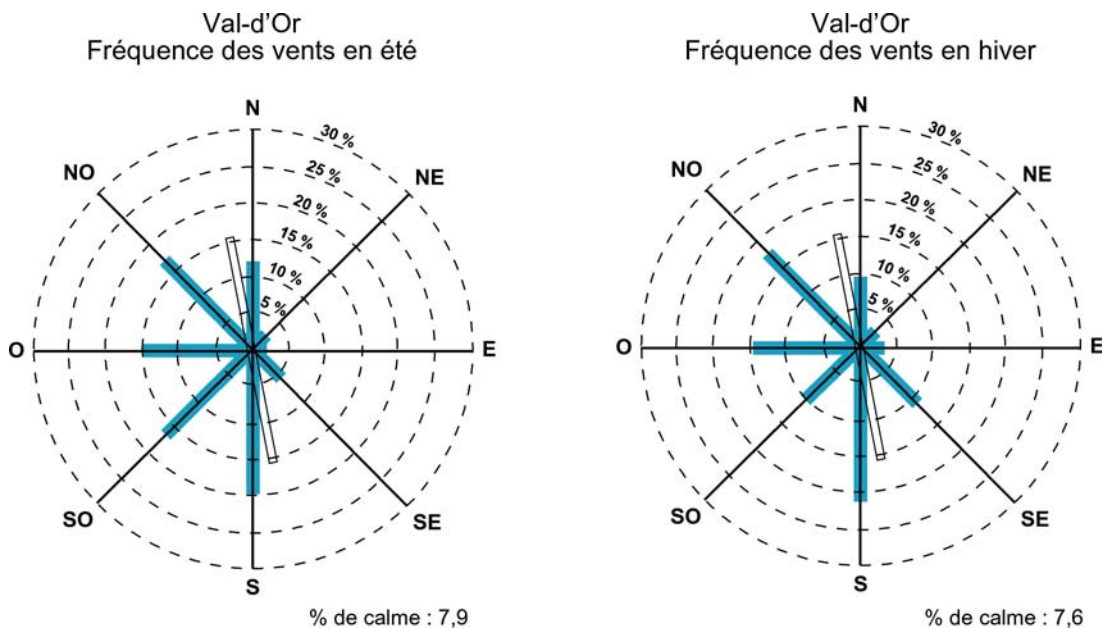 Val-d'Or
Fréquence des vents en été
N
NE
E
SE
S
SO
O
NO
30 %
25 %
20 %
15 %
10 %
5 %
% de calme : 7,9
Val-d'Or
Fréquence des vents en hiver
N
NE
E
SE
S
SO
O
NO
30 %
25 %
20 %
15 %
10 %
5 %
% de calme : 7,6